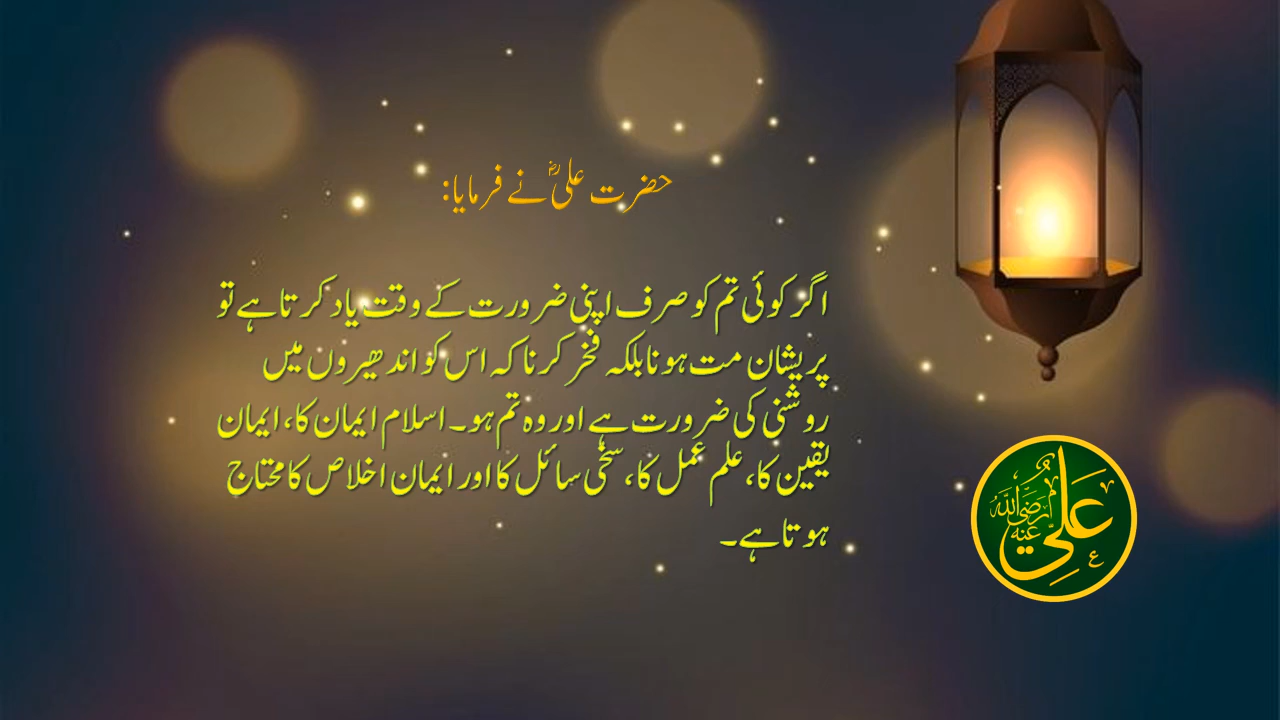 حضرت علیؓ نے فرمایا:
اگر کوئی تم کو صرف اپنی ضرورت کے وقت یاد کرتا ہے تو
پریشان مت ہونا بلکہ فخر کرنا کہ اس کو اندھیروں میں
روشنی کی ضرورت ہے اور وہ تم ہو۔ اسلام ایمان کا، ایمان
یقین کا، علم عمل کا، سخی سائل کا اور ایمان اخلاص کا محتاج
ہوتا ہے۔
عَلِيّ رَضِيَ اللّٰهُ عَنِهُ